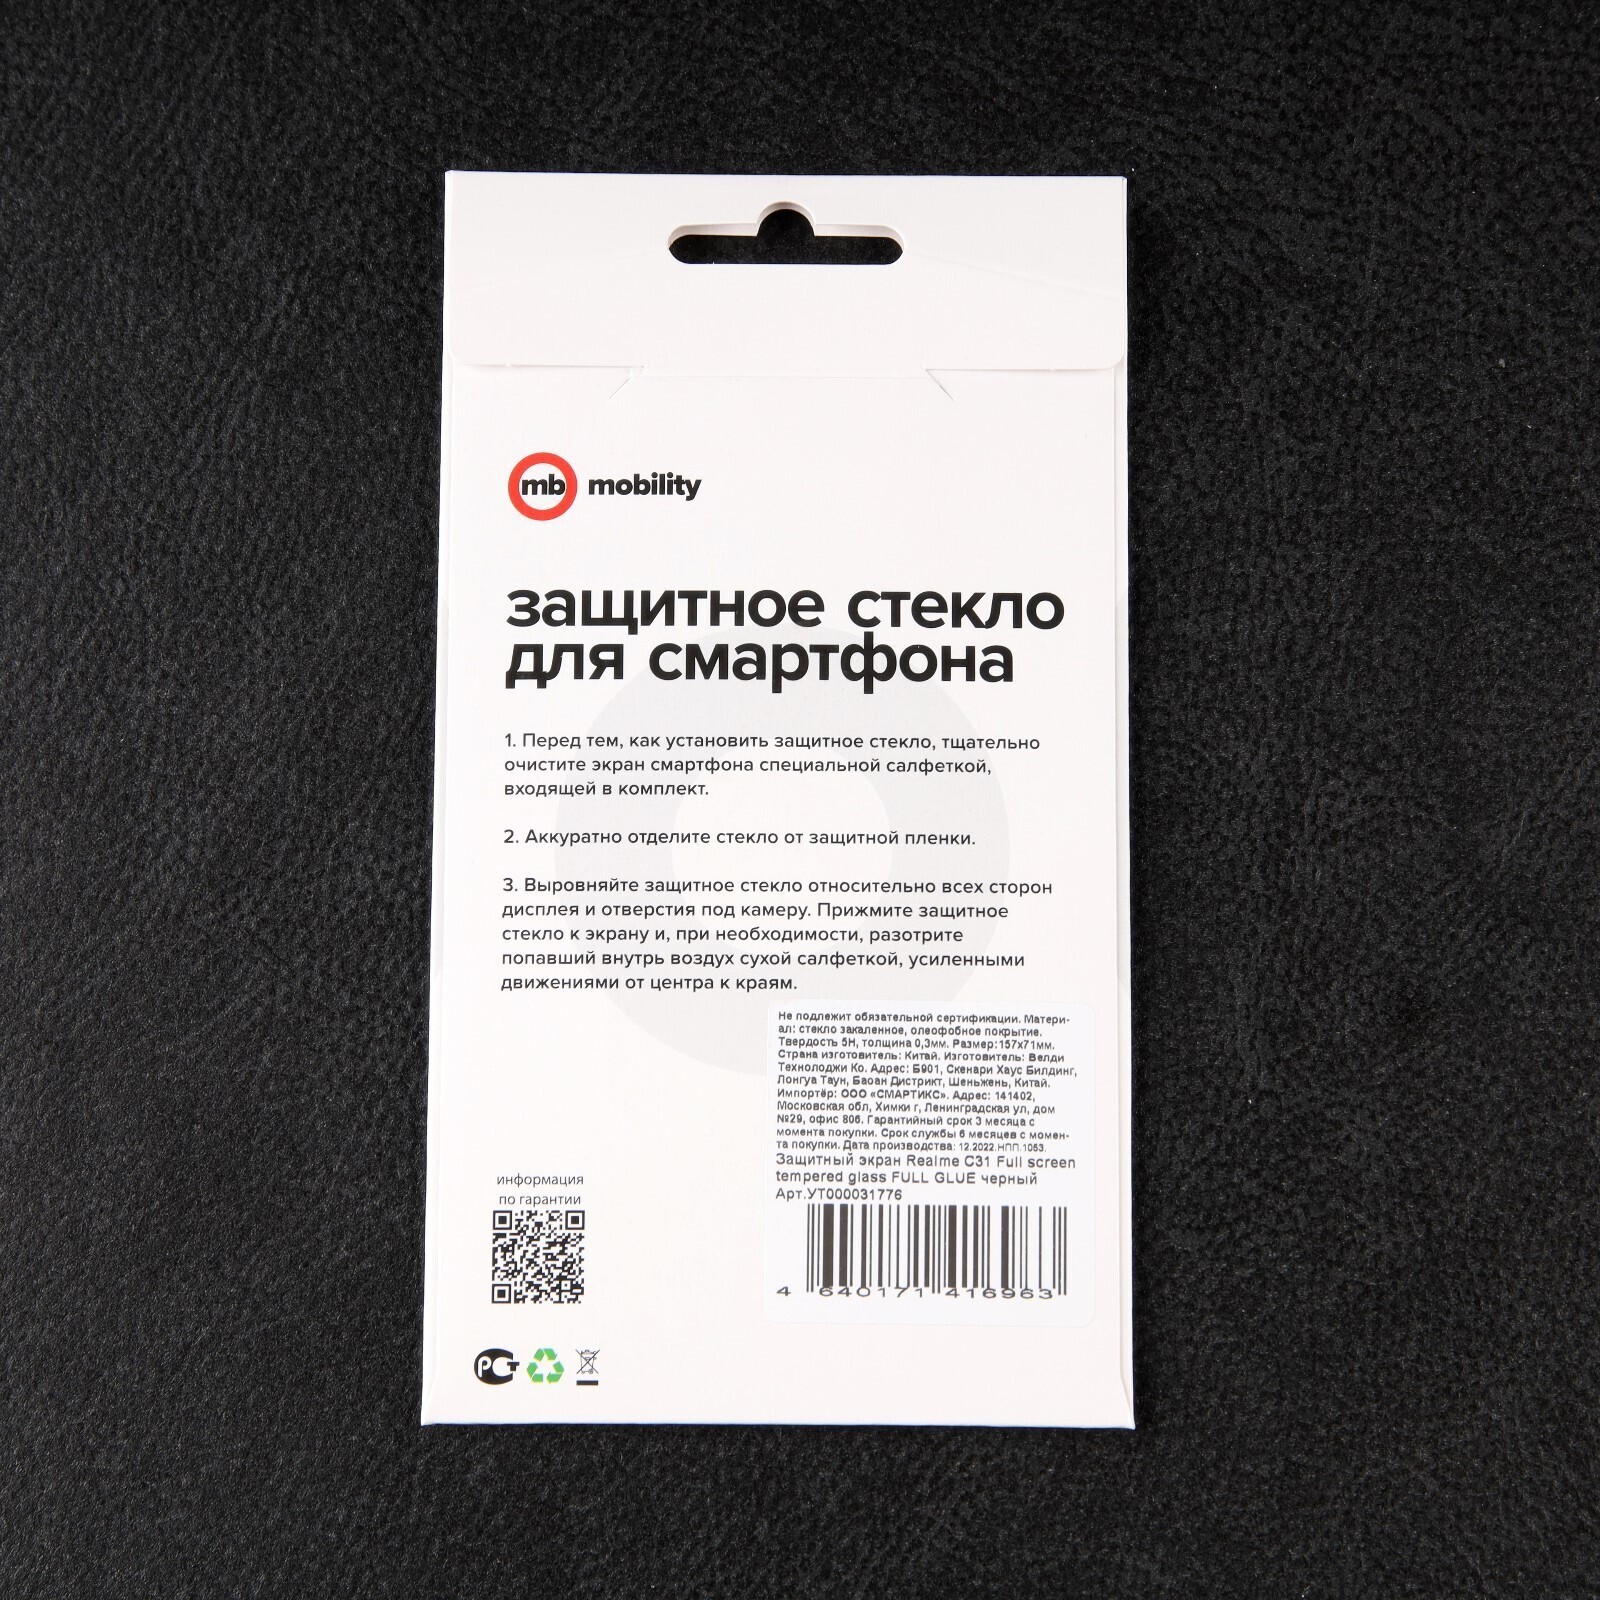 mb mobility
защитное стекло
для смартфона
1. Перед тем, как установить защитное стекло, тщательно
очистите экран смартфона специальной салфеткой,
входящей в комплект.
2. Аккуратно отделите стекло от защитной пленки.
3. Выровняйте защитное стекло относительно всех сторон
дисплея и отверстия под камеру. Прижмите защитное
стекло к экрану и, при необходимости, разотрите
попавший внутрь воздух сухой салфеткой, усиленными
движениями от центра к краям.
Не подлежит обязательной сертификации. Матери-
ал: стекло закаленное, олеофобное покрытие.
Твердость 5Н, толщина 0,3мм. Размер:157х71мм.
Страна изготовитель: Китай. Изготовитель: Велди
Технолоджи Ко. Адрес: Б901, Скенари Хаус Билдинг,
Лонгуа Таун, Баоан Дистрикт, Шеньжень, Китай.
Импортёр: ООО «СМАРТИКС». Адрес: 141402,
Московская обл, Химки г, Ленинградская ул, дом
№29, офис 806. Гарантийный срок 3 месяца с
момента покупки. Срок службы 6 месяцев с момен-
та покупки. Дата производства: 12.2022.НПП.1053.
Защитный экран Realme C31 Full screen
tempered glass FULL GLUE черный
Арт.УТ000031776
4 640171 416963
информация
по гарантии
РСТ